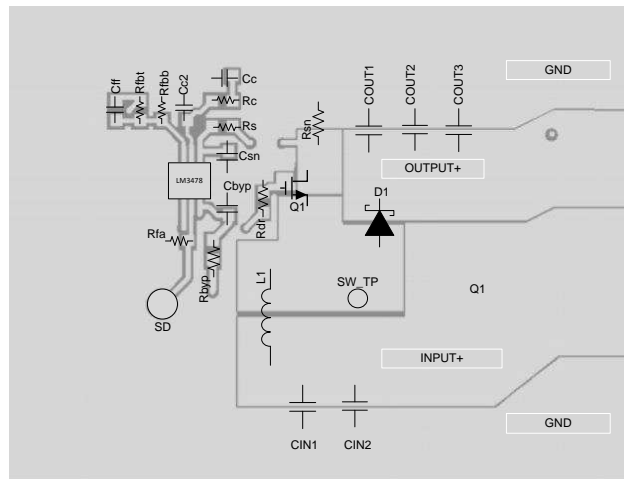 GND
COUT1
COUT2
COUT3
Cff
Rfbt
Rfbb
Cc2
Cc
Rc
Rs
Rsn
Csn
OUTPUT+
LM3478
Cbyp
Q1
D1
Rdr
Rfa
Rbyp
L1
SW_TP
Q1
SD
INPUT+
CIN1
CIN2
GND